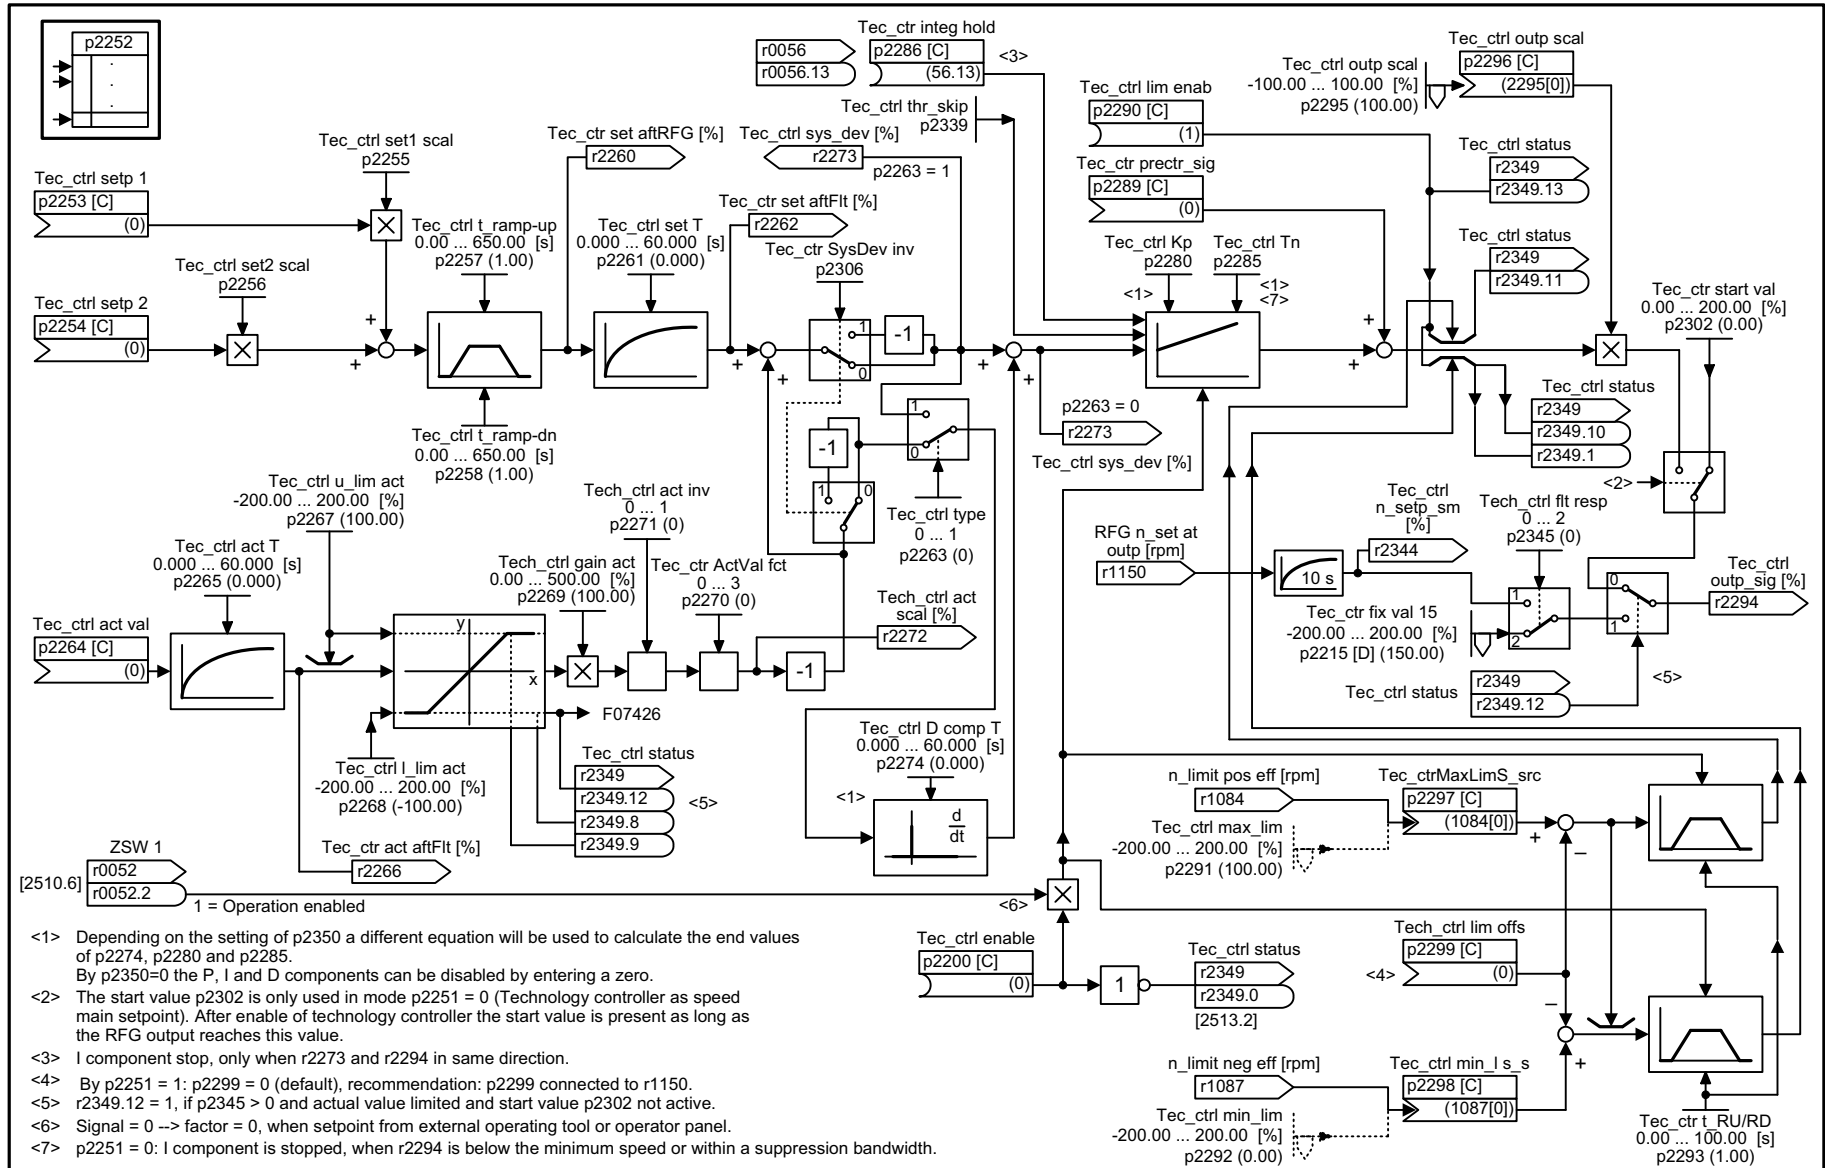 p2252
Tec_ctrl set1 scal
p2255
Tec_ctrl setp 1
p2253 [C]
(0)
Tec_ctrl set2 scal
p2256
Tec_ctrl setp 2
p2254 [C]
(0)
+
+
Tec_ctrl t_ramp-up
0.00 ... 650.00 [s]
p2257 (1.00)
Tec_ctrl t_ramp-dn
0.00 ... 650.00 [s]
p2258 (1.00)
Tec_ctr set aftRFG [%]
r2260
Tec_ctrl set T
0.000 ... 60.000 [s]
p2261 (0.000)
Tec_ctrl sys_dev [%]
r2273
p2263 = 1
Tec_ctr set aftFlt [%]
r2262
Tec_ctr SysDev inv
p2306
+
+
1
0
-1
-1
1
0
1
0
Tec_ctrl type
0 ... 1
p2263 (0)
r0056
r0056.13
Tec_ctr integ hold
p2286 [C]
(56.13)
<3>
Tec_ctrl thr_skip
p2339
Tec_ctrl lim enab
p2290 [C]
(1)
Tec_ctr prectr_sig
p2289 [C]
(0)
Tec_ctrl Kp
p2280
<1>
Tec_ctrl Tn
p2285
<1>
<7>
+
+
p2263 = 0
r2273
Tec_ctrl sys_dev [%]
+
+
Tec_ctrl outp scal
-100.00 ... 100.00 [%]
p2295 (100.00)
Tec_ctrl outp scal
p2296 [C]
(2295[0])
Tec_ctrl status
r2349
r2349.13
Tec_ctrl status
r2349
r2349.11
Tec_ctrl status
r2349
r2349.10
r2349.1
Tec_ctr start val
0.00 ... 200.00 [%]
p2302 (0.00)
<2>
RFG n_set at
outp [rpm]
r1150
10 s
Tec_ctrl
n_setp_sm
[%]
r2344
Tech_ctrl flt resp
0 ... 2
p2345 (0)
Tec_ctr fix val 15
-200.00 ... 200.00 [%]
p2215 [D] (150.00)
1
2
0
1
Tec_ctrl
outp_sig [%]
r2294
Tec_ctrl status
r2349
r2349.12
<5>
Tec_ctrl u_lim act
-200.00 ... 200.00 [%]
p2267 (100.00)
Tec_ctrl act T
0.000 ... 60.000 [s]
p2265 (0.000)
Tec_ctrl act val
p2264 [C]
(0)
y
x
Tec_ctrl l_lim act
-200.00 ... 200.00 [%]
p2268 (-100.00)
Tec_ctr act aftFlt [%]
r2266
F07426
Tec_ctrl status
r2349
r2349.12
r2349.8
r2349.9
<5>
Tech_ctrl gain act
0.00 ... 500.00 [%]
p2269 (100.00)
Tech_ctrl act inv
0 ... 1
p2271 (0)
Tec_ctr ActVal fct
0 ... 3
p2270 (0)
Tech_ctrl act
scal [%]
r2272
-1
Tec_ctrl D comp T
0.000 ... 60.000 [s]
p2274 (0.000)
<1>
d
dt
ZSW 1
r0052
r0052.2
[2510.6]
1 = Operation enabled
<6>
Tec_ctrl enable
p2200 [C]
(0)
1
Tec_ctrl status
r2349
r2349.0
[2513.2]
n_limit pos eff [rpm]
r1084
Tec_ctrl max_lim
-200.00 ... 200.00 [%]
p2291 (100.00)
Tec_ctrMaxLimS_src
p2297 [C]
(1084[0])
+
–
Tech_ctrl lim offs
p2299 [C]
(0)
<4>
–
+
n_limit neg eff [rpm]
r1087
Tec_ctrl min_lim
-200.00 ... 200.00 [%]
p2292 (0.00)
Tec_ctrl min_l s_s
p2298 [C]
(1087[0])
Tec_ctr t_RU/RD
0.00 ... 100.00 [s]
p2293 (1.00)
<1> Depending on the setting of p2350 a different equation will be used to calculate the end values
of p2274, p2280 and p2285.
By p2350=0 the P, I and D components can be disabled by entering a zero.
<2> The start value p2302 is only used in mode p2251 = 0 (Technology controller as speed
main setpoint). After enable of technology controller the start value is present as long as
the RFG output reaches this value.
<3> I component stop, only when r2273 and r2294 in same direction.
<4> By p2251 = 1: p2299 = 0 (default), recommendation: p2299 connected to r1150.
<5> r2349.12 = 1, if p2345 > 0 and actual value limited and start value p2302 not active.
<6> Signal = 0 --> factor = 0, when setpoint from external operating tool or operator panel.
<7> p2251 = 0: I component is stopped, when r2294 is below the minimum speed or within a suppression bandwidth.